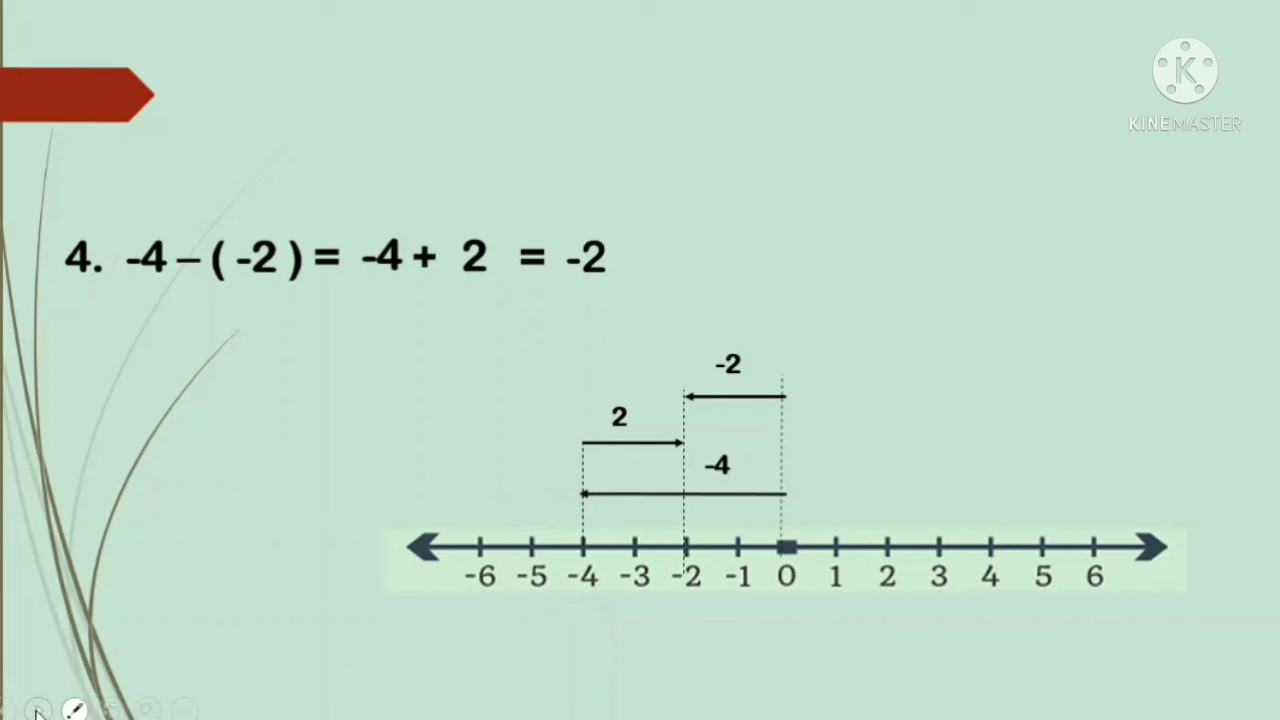 K
KINEMASTER
4. -4 – ( -2 ) = -4 + 2 = -2
-2
2
-4
-6 -5 -4 -3 -2 -1 0 1 2 3 4 5 6